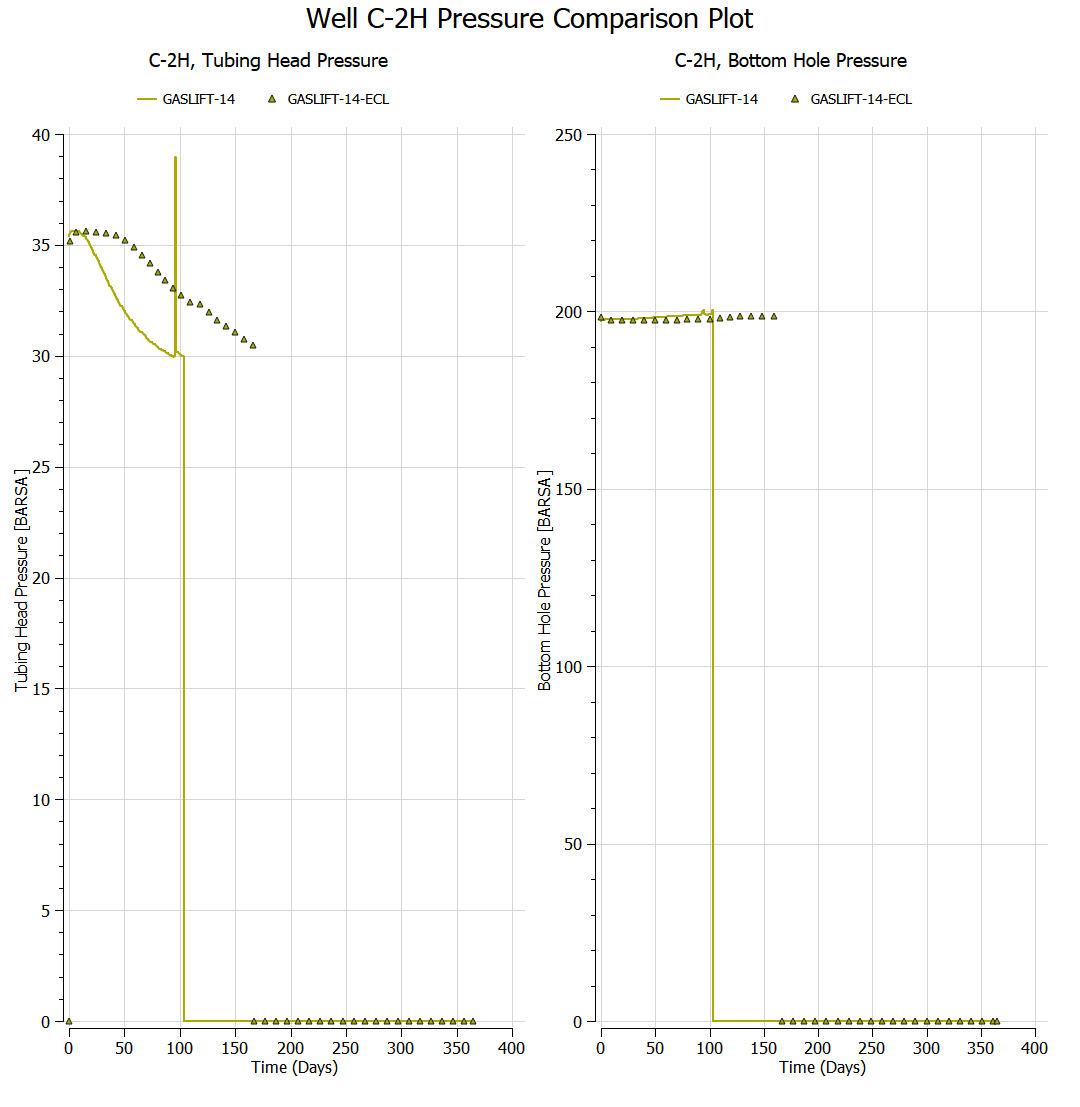 Well C-2H Pressure Comparison Plot
C-2H, Tubing Head Pressure
GASLIFT-14
GASLIFT-14-ECL
40
35
30
25
20
15
10
5
0
Tubing Head Pressure [BARSA]
0 50 100 150 200 250 300 350 400
Time (Days)
C-2H, Bottom Hole Pressure
GASLIFT-14
GASLIFT-14-ECL
250
200
150
100
50
0
Bottom Hole Pressure [BARSA]
0 50 100 150 200 250 300 350 400
Time (Days)